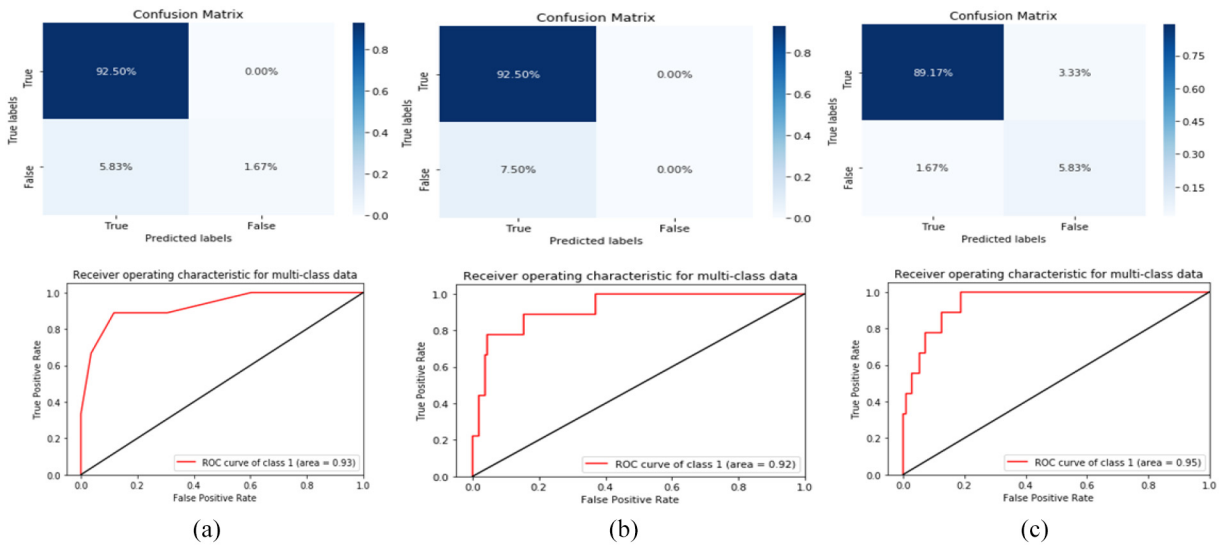 Confusion Matrix
True labels
True
False
92.50%
0.00%
5.83%
1.67%
True
False
Predicted labels
0.8
0.6
0.4
0.2
0.0
Confusion Matrix
True labels
True
False
92.50%
0.00%
7.50%
0.00%
True
False
Predicted labels
0.8
0.6
0.4
0.2
0.0
Confusion Matrix
True labels
True
False
89.17%
3.33%
1.67%
5.83%
True
False
Predicted labels
0.75
0.60
0.45
0.30
0.15
Receiver operating characteristic for multi-class data
True Positive Rate
1.0
0.8
0.6
0.4
0.2
0.0
ROC curve of class 1 (area = 0.93)
0.0
0.2
0.4
0.6
0.8
1.0
False Positive Rate
(a)
Receiver operating characteristic for multi-class data
True Positive Rate
1.0
0.8
0.6
0.4
0.2
0.0
ROC curve of class 1 (area = 0.92)
0.0
0.2
0.4
0.6
0.8
1.0
False Positive Rate
(b)
Receiver operating characteristic for multi-class data
True Positive Rate
1.0
0.8
0.6
0.4
0.2
0.0
ROC curve of class 1 (area = 0.95)
0.0
0.2
0.4
0.6
0.8
1.0
False Positive Rate
(c)